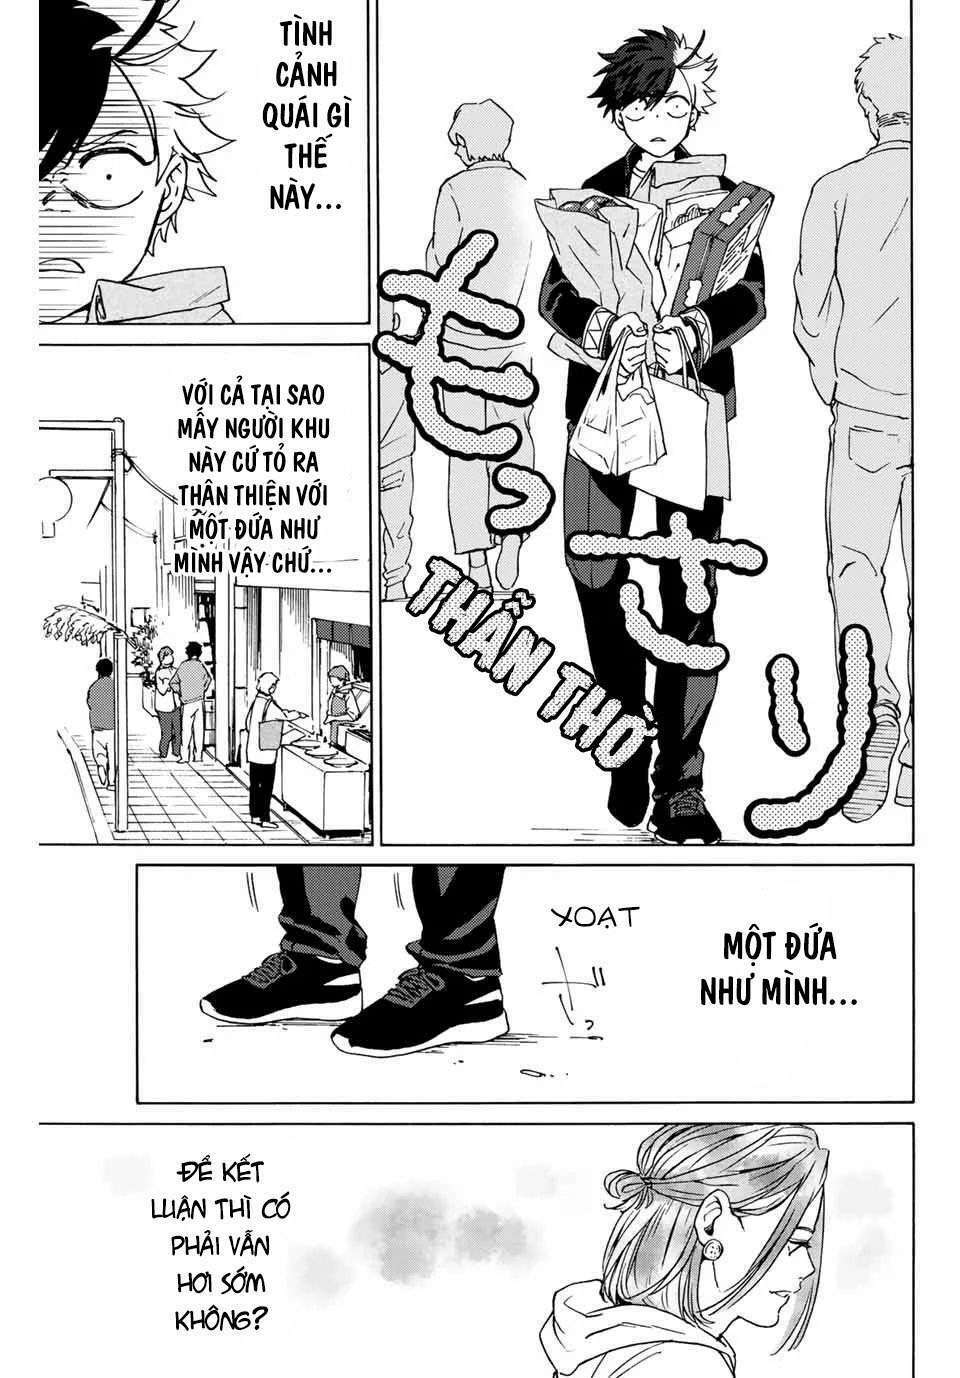 もっさり
THẪN THỜ
TÌNH
CẢNH
QUÁI GÌ
THẾ
NÀY...
VỚI CẢ TẠI SAO
MẤY NGƯỜI KHU
NÀY CỨ TỎ RA
THÂN THIỆN VỚI
MỘT ĐỨA NHƯ
MÌNH VẬY CHỨ...
MỘT ĐỨA
NHƯ MÌNH...
XOẠT
ĐỂ KẾT
LUẬN THÌ CÓ
PHẢI VẪN
HƠI SỚM
KHÔNG?